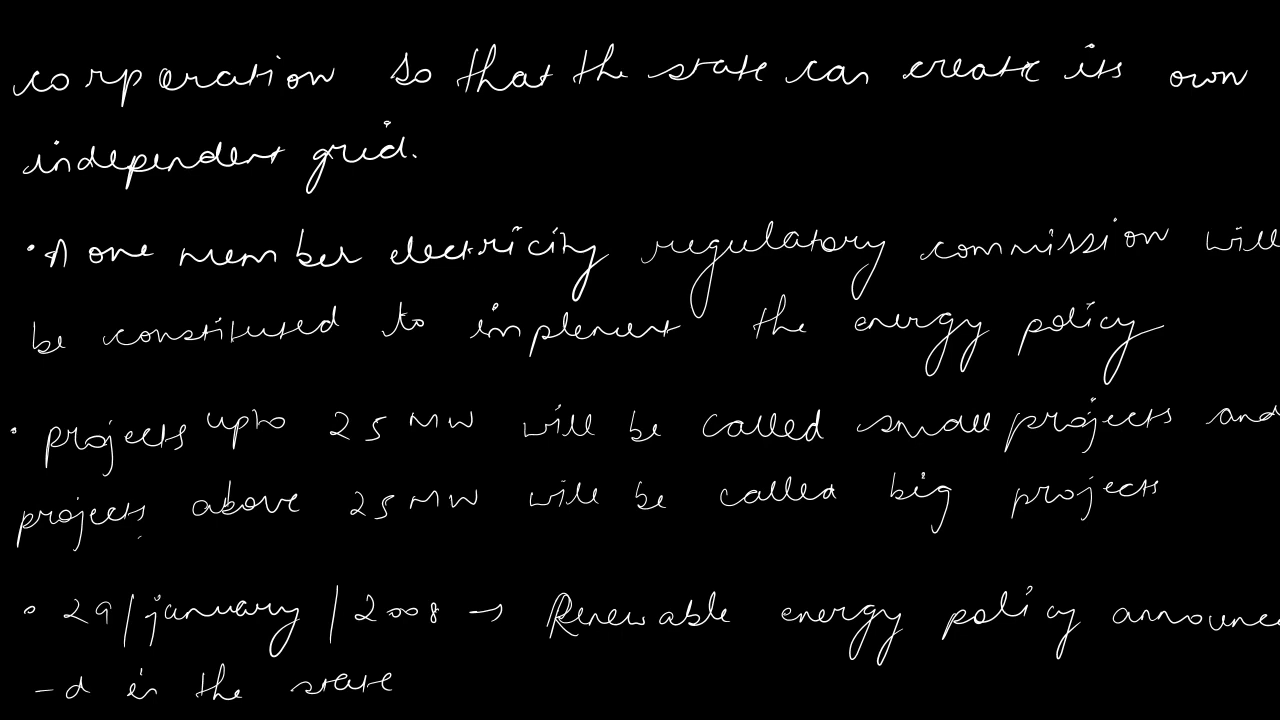 corporation so that the state can create its own
independent grid.
• A one member electricity regulatory commission will
be constituted to implement the energy policy
• projects upto 25 MW will be called small projects and
projects above 25 MW will be called big projects
• 29/january/2008 → Renewable energy policy announce
-d in the state